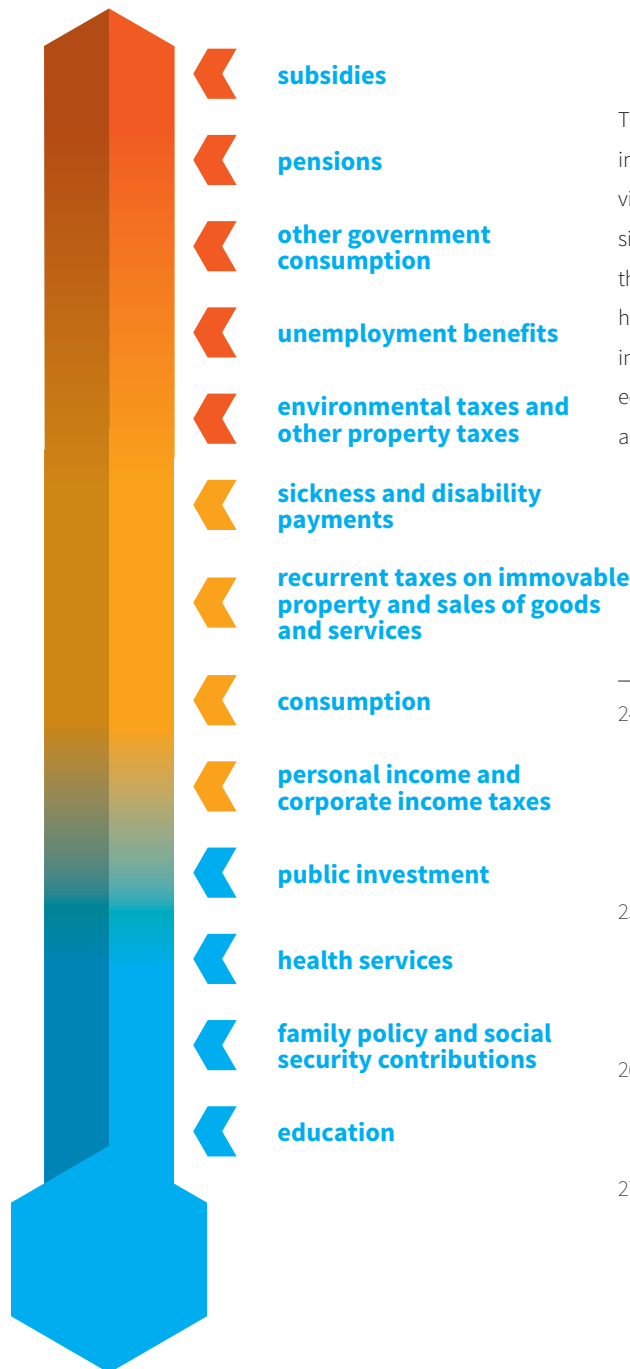 subsidies
pensions
other government
consumption
unemployment benefits
environmental taxes and
other property taxes
sickness and disability
payments
recurrent taxes on immovable
property and sales of goods
and services
consumption
personal income and
corporate income taxes
public investment
health services
family policy and social
security contributions
education